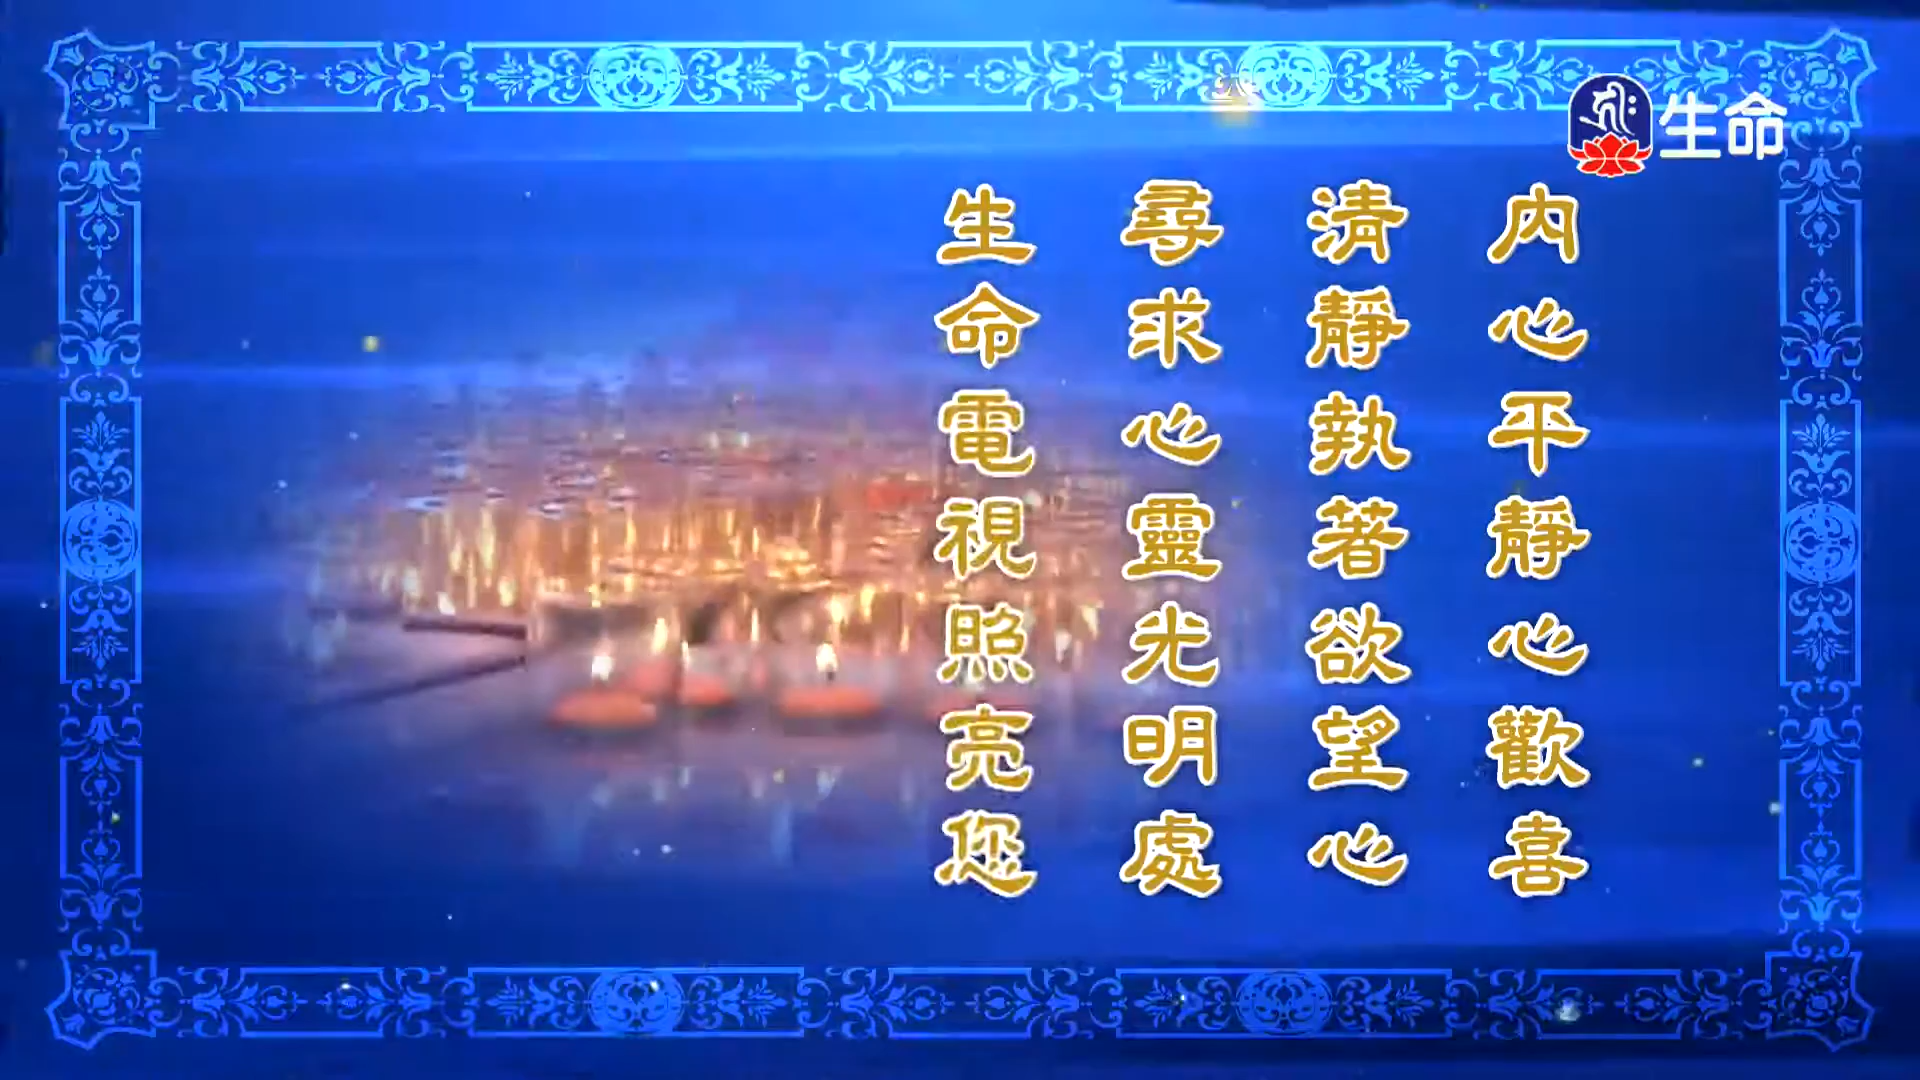 生命
內心平靜心歡喜
清靜執著欲望心
尋求心靈光明處
生命電視照亮您